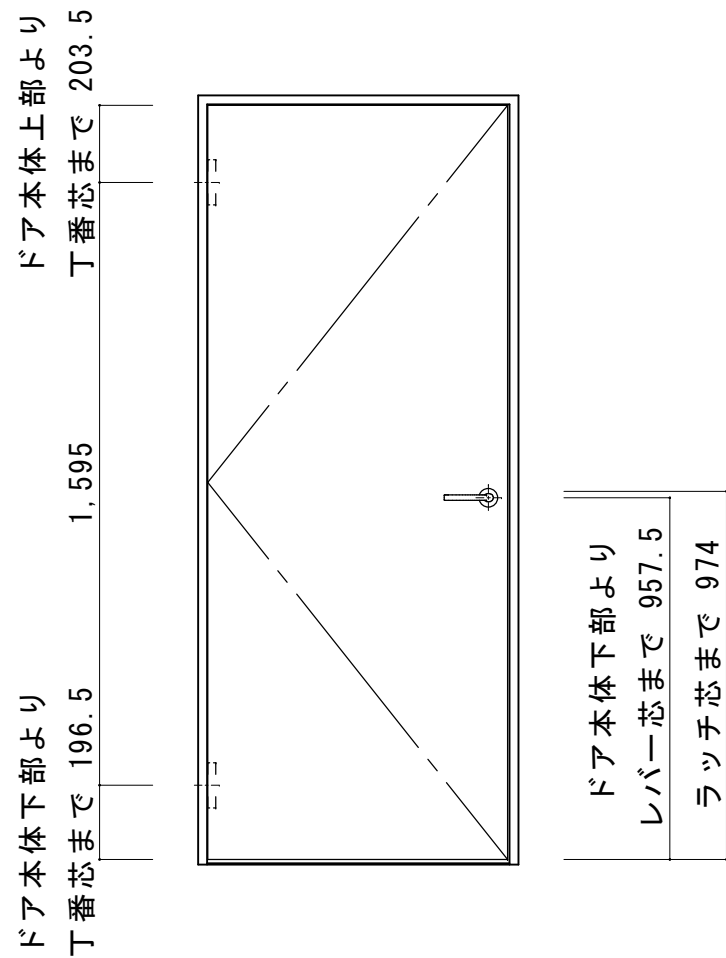 ドア本体上部より
丁番芯まで 203.5
1,595
ドア本体下部より
丁番芯まで 196.5
ドア本体下部より
レバー芯まで 957.5
ラッチ芯まで 974